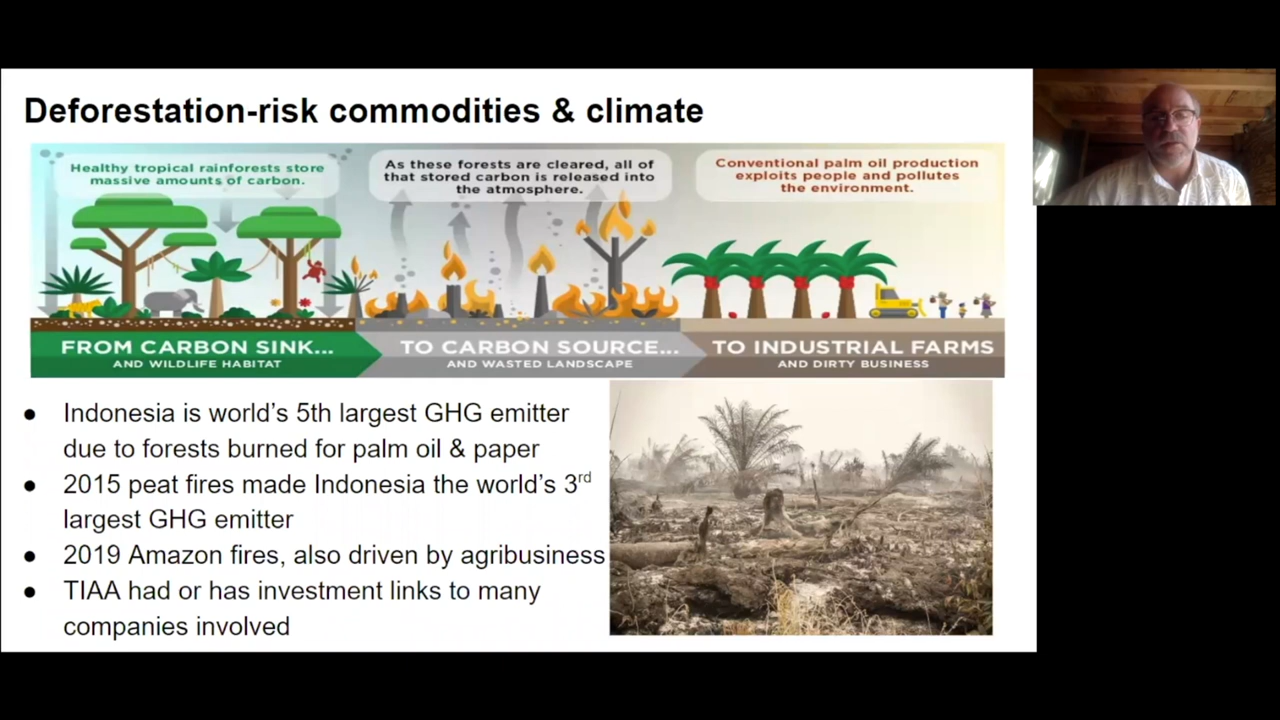 Deforestation-risk commodities & climate
Healthy tropical rainforests store
massive amounts of carbon.
As these forests are cleared, all of
that stored carbon is released into
the atmosphere.
Conventional palm oil production
exploits people and pollutes
the environment.
FROM CARBON SINK...
AND WILDLIFE HABITAT
TO CARBON SOURCE...
AND WASTED LANDSCAPE
TO INDUSTRIAL FARMS
AND DIRTY BUSINESS
● Indonesia is world’s 5th largest GHG emitter
due to forests burned for palm oil & paper
● 2015 peat fires made Indonesia the world’s 3rd
largest GHG emitter
● 2019 Amazon fires, also driven by agribusiness
● TIAA had or has investment links to many
companies involved